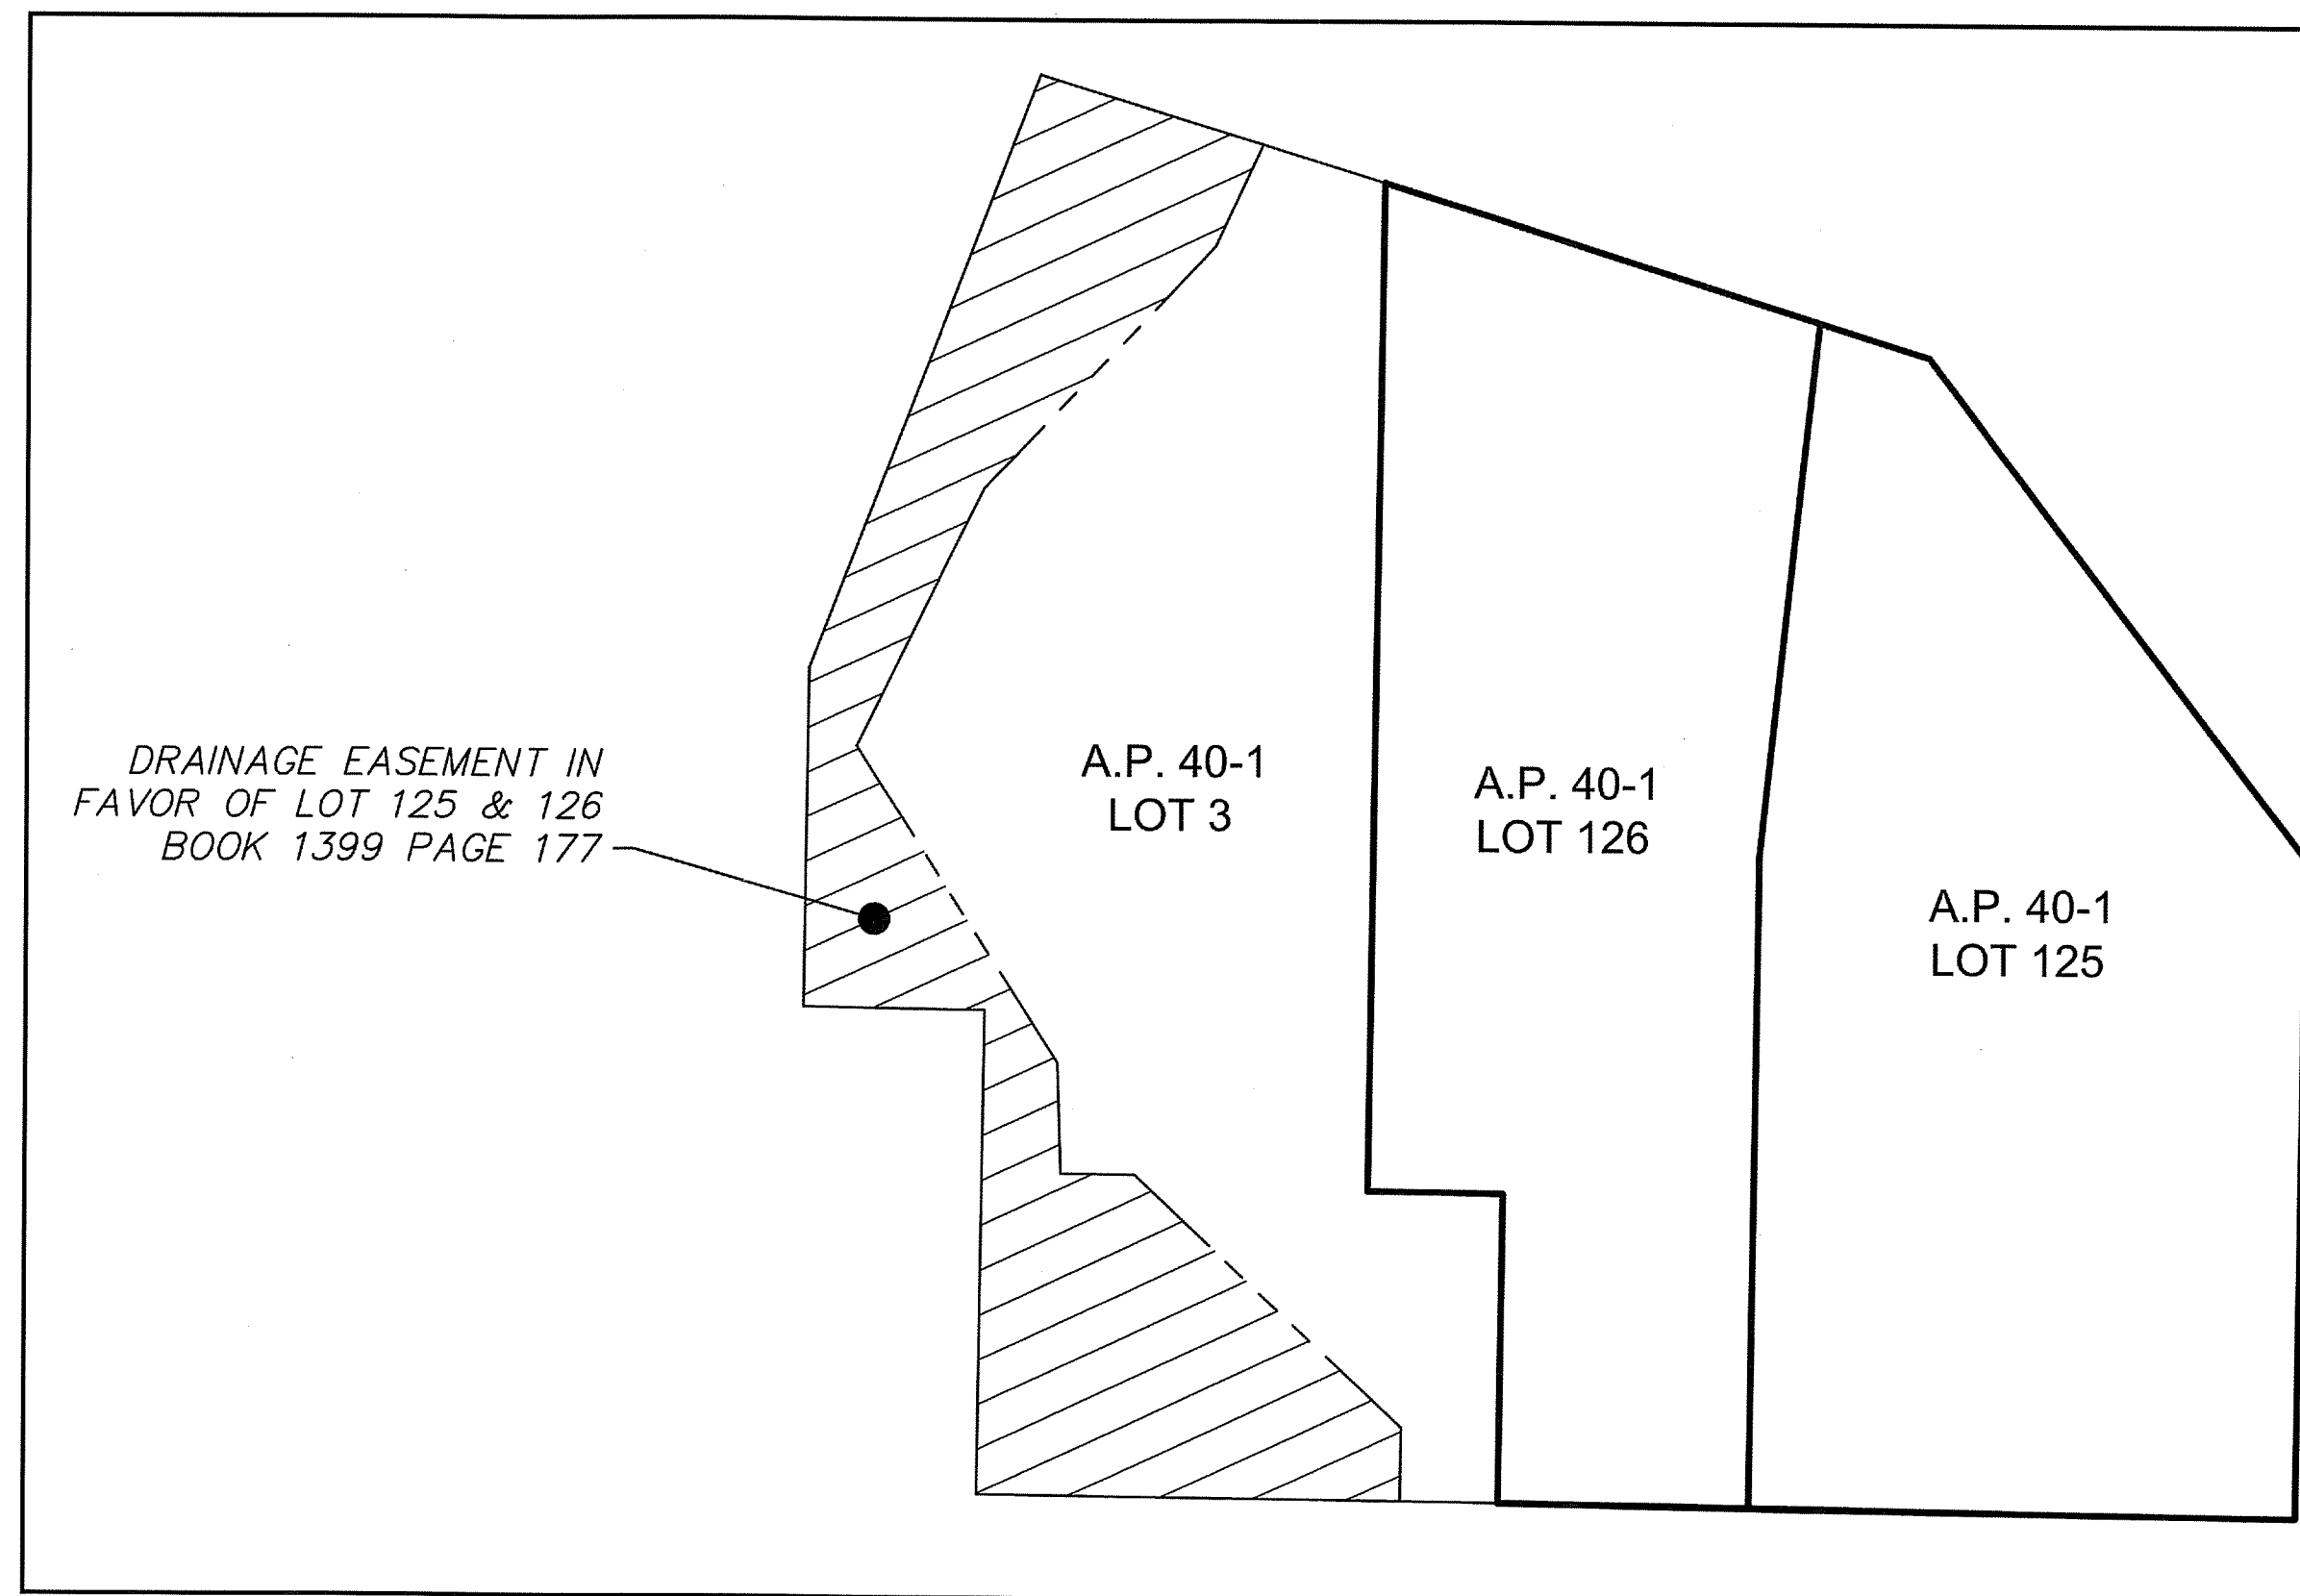 DRAINAGE EASEMENT IN
FAVOR OF LOT 125 & 126
BOOK 1399 PAGE 177
A.P. 40-1
LOT 3
A.P. 40-1
LOT 126
A.P. 40-1
LOT 125